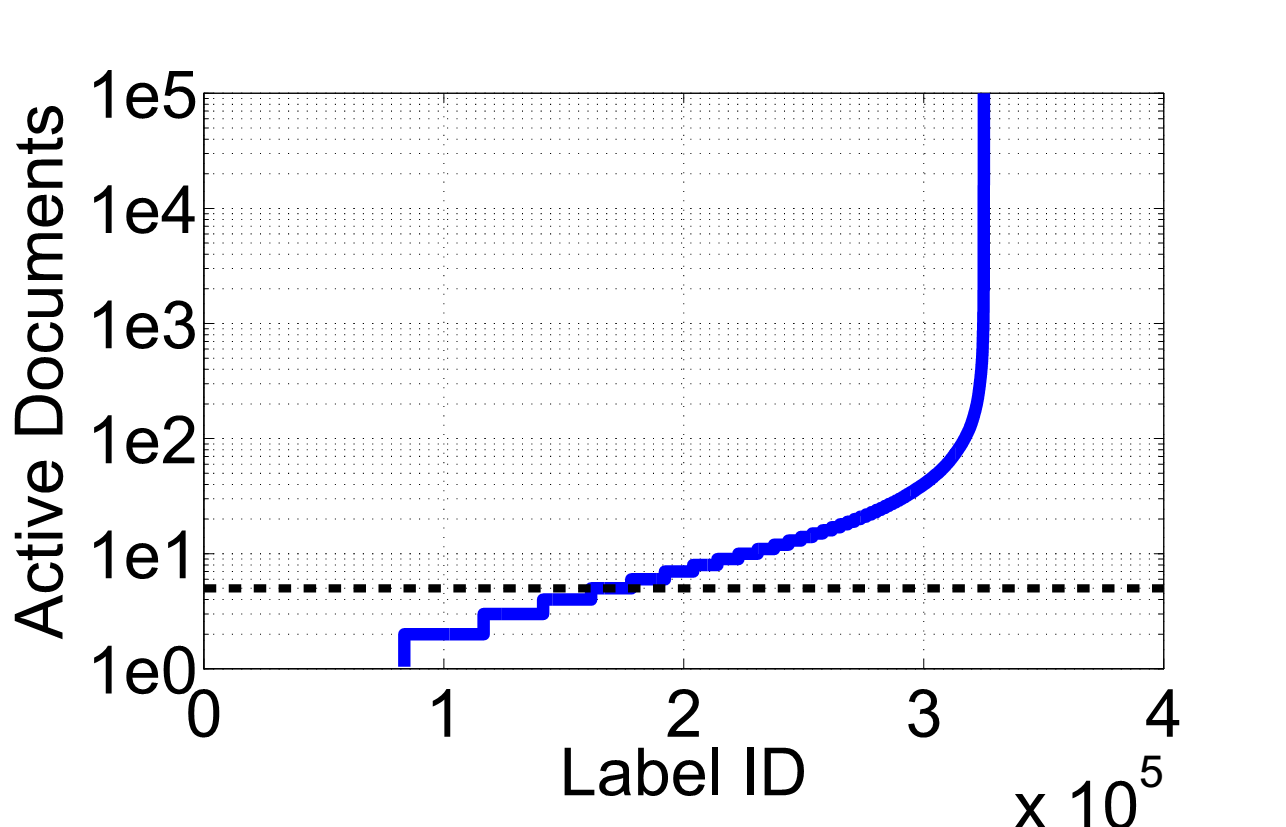 1e5
1e4
1e3
1e2
1e1
1e0
Active Documents
0 1 2 3 4
Label ID
x 10^5